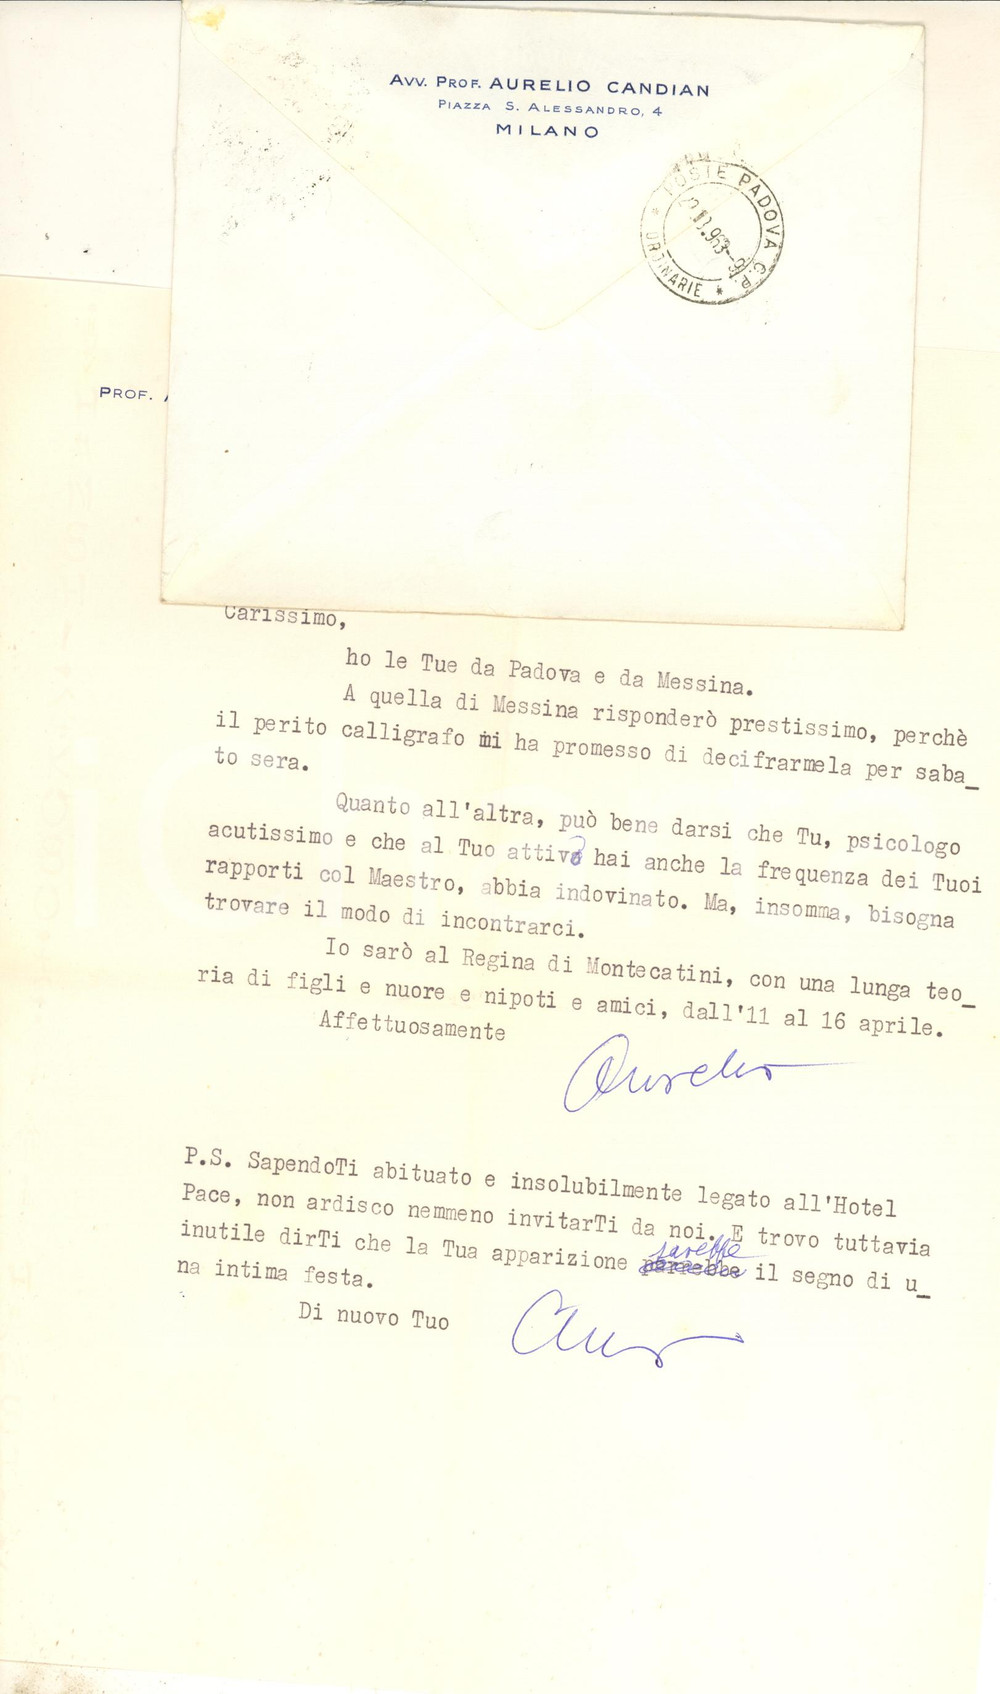 AVV. PROF. AURELIO CANDIAN
PIAZZA S. ALESSANDRO, 4
MILANO
POSTE PADOVA C.P.
* ORDINARIE *
PROF.
Carissimo,
ho le Tue da Padova e da Messina.
A quella di Messina risponderò prestissimo, perchè
il perito calligrafo mi ha promesso di decifrarmela per saba_
to sera.
Quanto all'altra, può bene darsi che Tu, psicologo
acutissimo e che al Tuo attivo hai anche la frequenza dei Tuoi
rapporti col Maestro, abbia indovinato. Ma, insomma, bisogna
trovare il modo di incontrarci.
Io sarò al Regina di Montecatini, con una lunga teo_
ria di figli e nuore e nipoti e amici, dall'11 al 16 aprile.
Affettuosamente
Aurelio
P.S. SapendoTi abituato e insolubilmente legato all'Hotel
Pace, non ardisco nemmeno invitarTi da noi. E trovo tuttavia
sarebbe
inutile dirTi che la Tua apparizione parrebbe il segno di u_
na intima festa.
Di nuovo Tuo